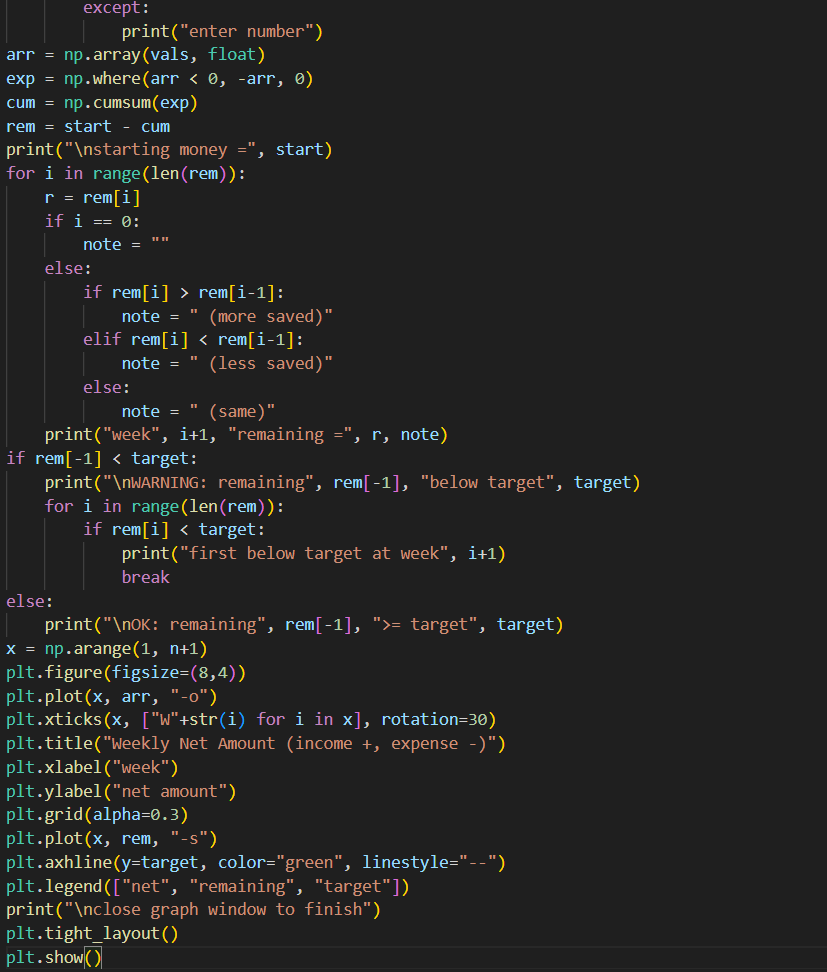 except:
            print("enter number")
arr = np.array(vals, float)
exp = np.where(arr < 0, -arr, 0)
cum = np.cumsum(exp)
rem = start - cum
print("\nstarting money =", start)
for i in range(len(rem)):
    r = rem[i]
    if i == 0:
        note = ""
    else:
        if rem[i] > rem[i-1]:
            note = " (more saved)"
        elif rem[i] < rem[i-1]:
            note = " (less saved)"
        else:
            note = " (same)"
    print("week", i+1, "remaining =", r, note)
if rem[-1] < target:
    print("\nWARNING: remaining", rem[-1], "below target", target)
    for i in range(len(rem)):
        if rem[i] < target:
            print("first below target at week", i+1)
            break
else:
    print("\nOK: remaining", rem[-1], ">= target", target)
x = np.arange(1, n+1)
plt.figure(figsize=(8,4))
plt.plot(x, arr, "-o")
plt.xticks(x, ["W"+str(i) for i in x], rotation=30)
plt.title("Weekly Net Amount (income +, expense -)")
plt.xlabel("week")
plt.ylabel("net amount")
plt.grid(alpha=0.3)
plt.plot(x, rem, "-s")
plt.axhline(y=target, color="green", linestyle="--")
plt.legend(["net", "remaining", "target"])
print("\nclose graph window to finish")
plt.tight_layout()
plt.show()